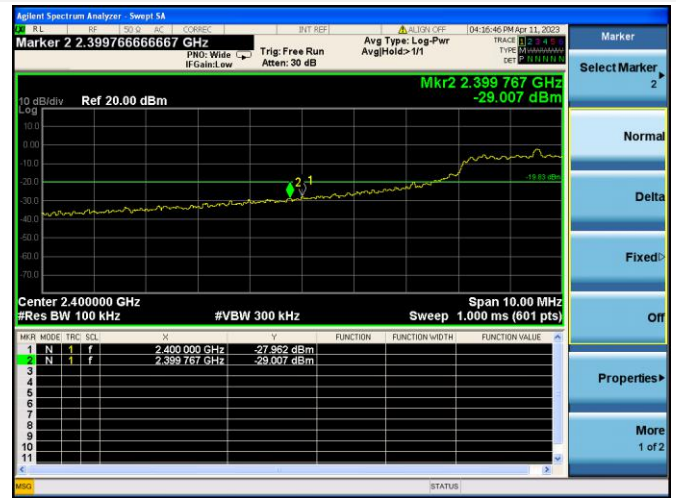 Agilent Spectrum Analyzer - Swept SA
RL RF 50 Ω AC CORREC INT REF ALIGN OFF 04:16:46 PM Apr 11, 2023
Marker 2 2.399766666667 GHz
PNO: Wide
IFGain:Low
Trig: Free Run
Atten: 30 dB
Avg Type: Log-Pwr
Avg|Hold:>1/1
TRACE 1 2 3 4 5 6
TYPE M
DET P N N N N N
Mkr2 2.399 767 GHz
-29.007 dBm
10 dB/div Ref 20.00 dBm
Log
10.0
0.00
-10.0
-20.0
-30.0
-40.0
-50.0
-60.0
-70.0
2 1
-19.83 dBm
Center 2.400000 GHz Span 10.00 MHz
#Res BW 100 kHz #VBW 300 kHz Sweep 1.000 ms (601 pts)
MKR MODE TRC SCL X Y FUNCTION FUNCTION WIDTH FUNCTION VALUE
1 N 1 f 2.400 000 GHz -27.962 dBm
2 N 1 f 2.399 767 GHz -29.007 dBm
3
4
5
6
7
8
9
10
11
MSG STATUS
Marker
Select Marker
2
Normal
Delta
Fixed
Off
Properties
More
1 of 2